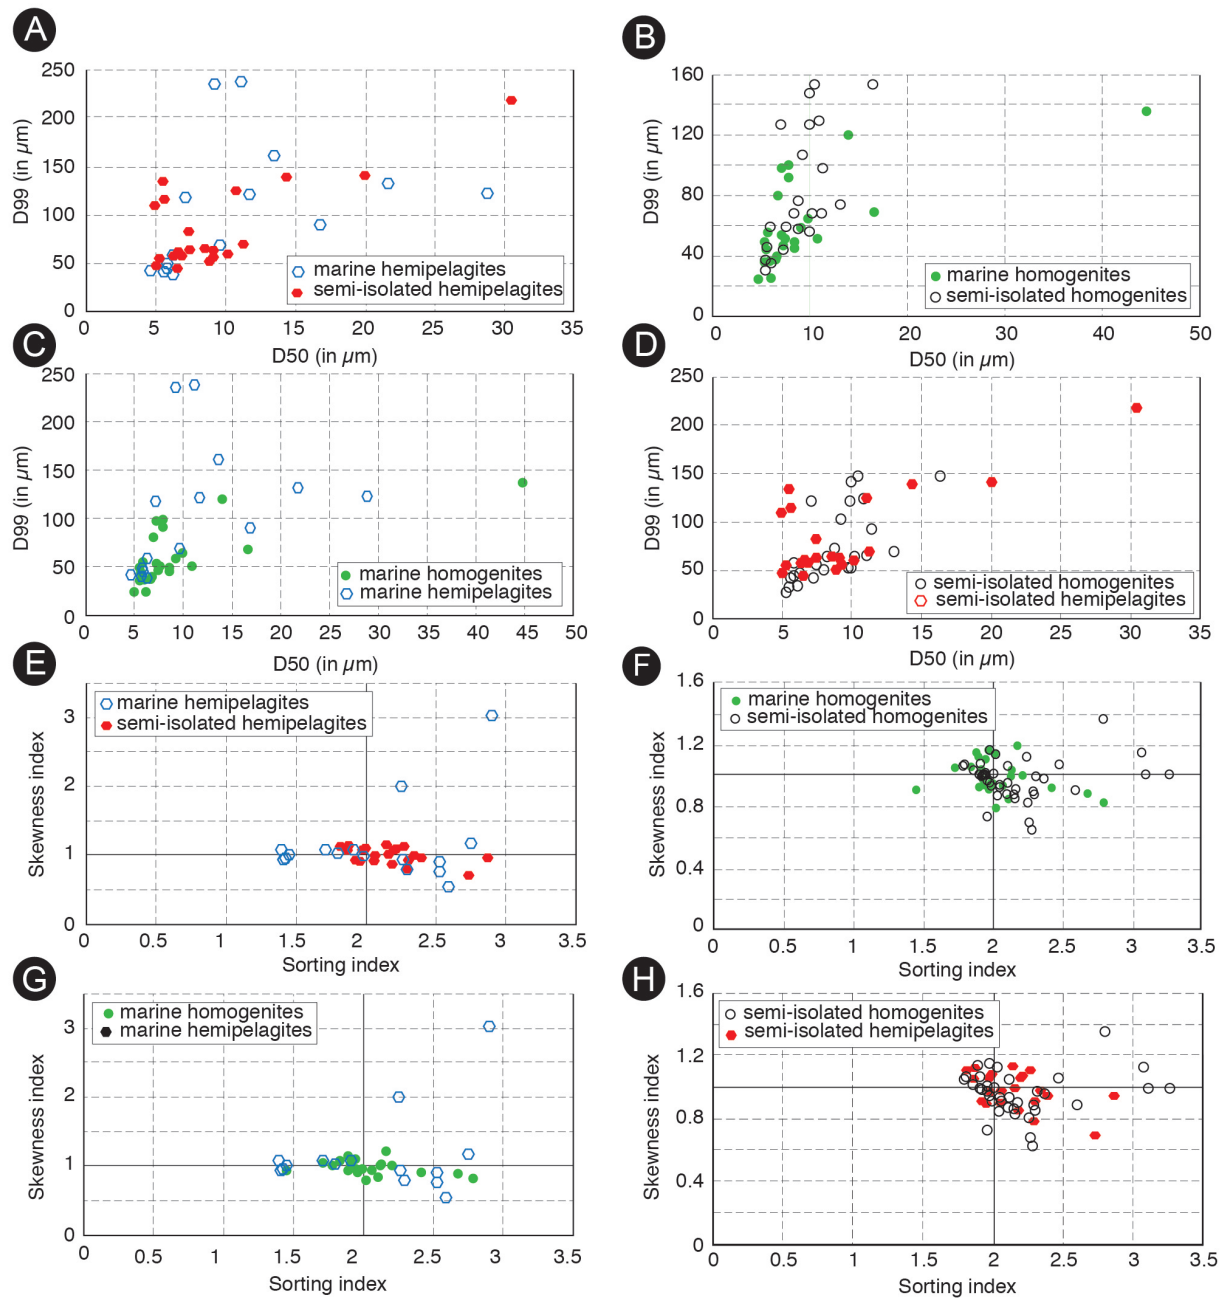 A
250
200
150
100
50
0
D99 (in µm)
marine hemipelagites
semi-isolated hemipelagites
0 5 10 15 20 25 30 35
D50 (in µm)
B
160
120
80
40
0
D99 (in µm)
marine homogenites
semi-isolated homogenites
0 10 20 30 40 50
D50 (in µm)
C
250
200
150
100
50
0
D99 (in µm)
marine homogenites
marine hemipelagites
0 5 10 15 20 25 30 35 40 45 50
D50 (in µm)
D
250
200
150
100
50
0
D99 (in µm)
semi-isolated homogenites
semi-isolated hemipelagites
0 5 10 15 20 25 30 35
D50 (in µm)
E
marine hemipelagites
semi-isolated hemipelagites
3
2
1
0
Skewness index
0 0.5 1 1.5 2 2.5 3 3.5
Sorting index
F
1.6
1.2
0.8
0.4
0
Skewness index
marine homogenites
semi-isolated homogenites
0 0.5 1 1.5 2 2.5 3 3.5
Sorting index
G
marine homogenites
marine hemipelagites
3
2
1
0
Skewness index
0 0.5 1 1.5 2 2.5 3 3.5
Sorting index
H
1.6
1.2
0.8
0.4
0
Skewness index
semi-isolated homogenites
semi-isolated hemipelagites
0 0.5 1 1.5 2 2.5 3 3.5
Sorting index